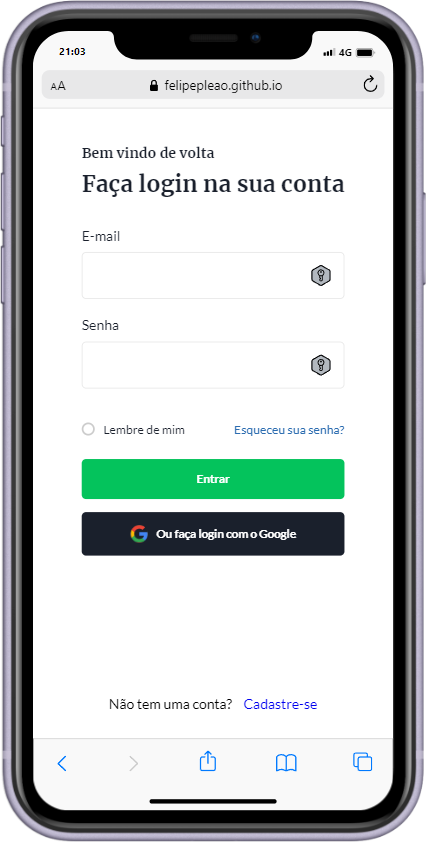 21:03
4G
AA
felipepleao.github.io
Bem vindo de volta
Faça login na sua conta
E-mail
Senha
Lembre de mim
Esqueceu sua senha?
Entrar
Ou faça login com o Google
Não tem uma conta? Cadastre-se